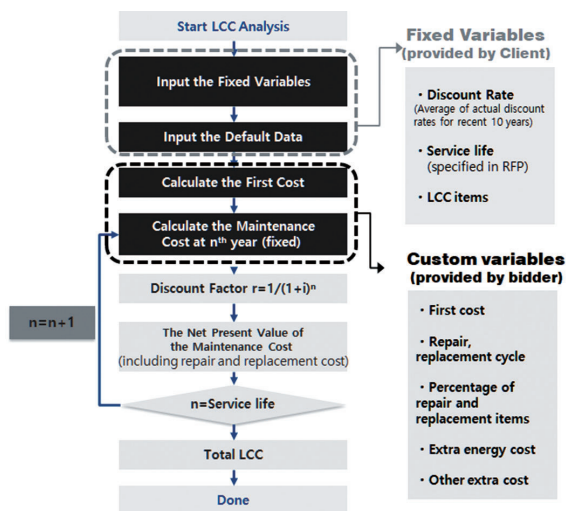 Start LCC Analysis
Input the Fixed Variables
Input the Default Data
Calculate the First Cost
Calculate the Maintenance
Cost at nth year (fixed)
Discount Factor r=1/(1+i)n
n=n+1
The Net Present Value of
the Maintenance Cost
(including repair and replacement cost)
n=Service life
Total LCC
Done
Fixed Variables
(provided by Client)
· Discount Rate
(Average of actual discount
rates for recent 10 years)
· Service life
(specified in RFP)
· LCC items
Custom variables
(provided by bidder)
· First cost
· Repair,
replacement cycle
· Percentage of
repair and
replacement items
· Extra energy cost
· Other extra cost